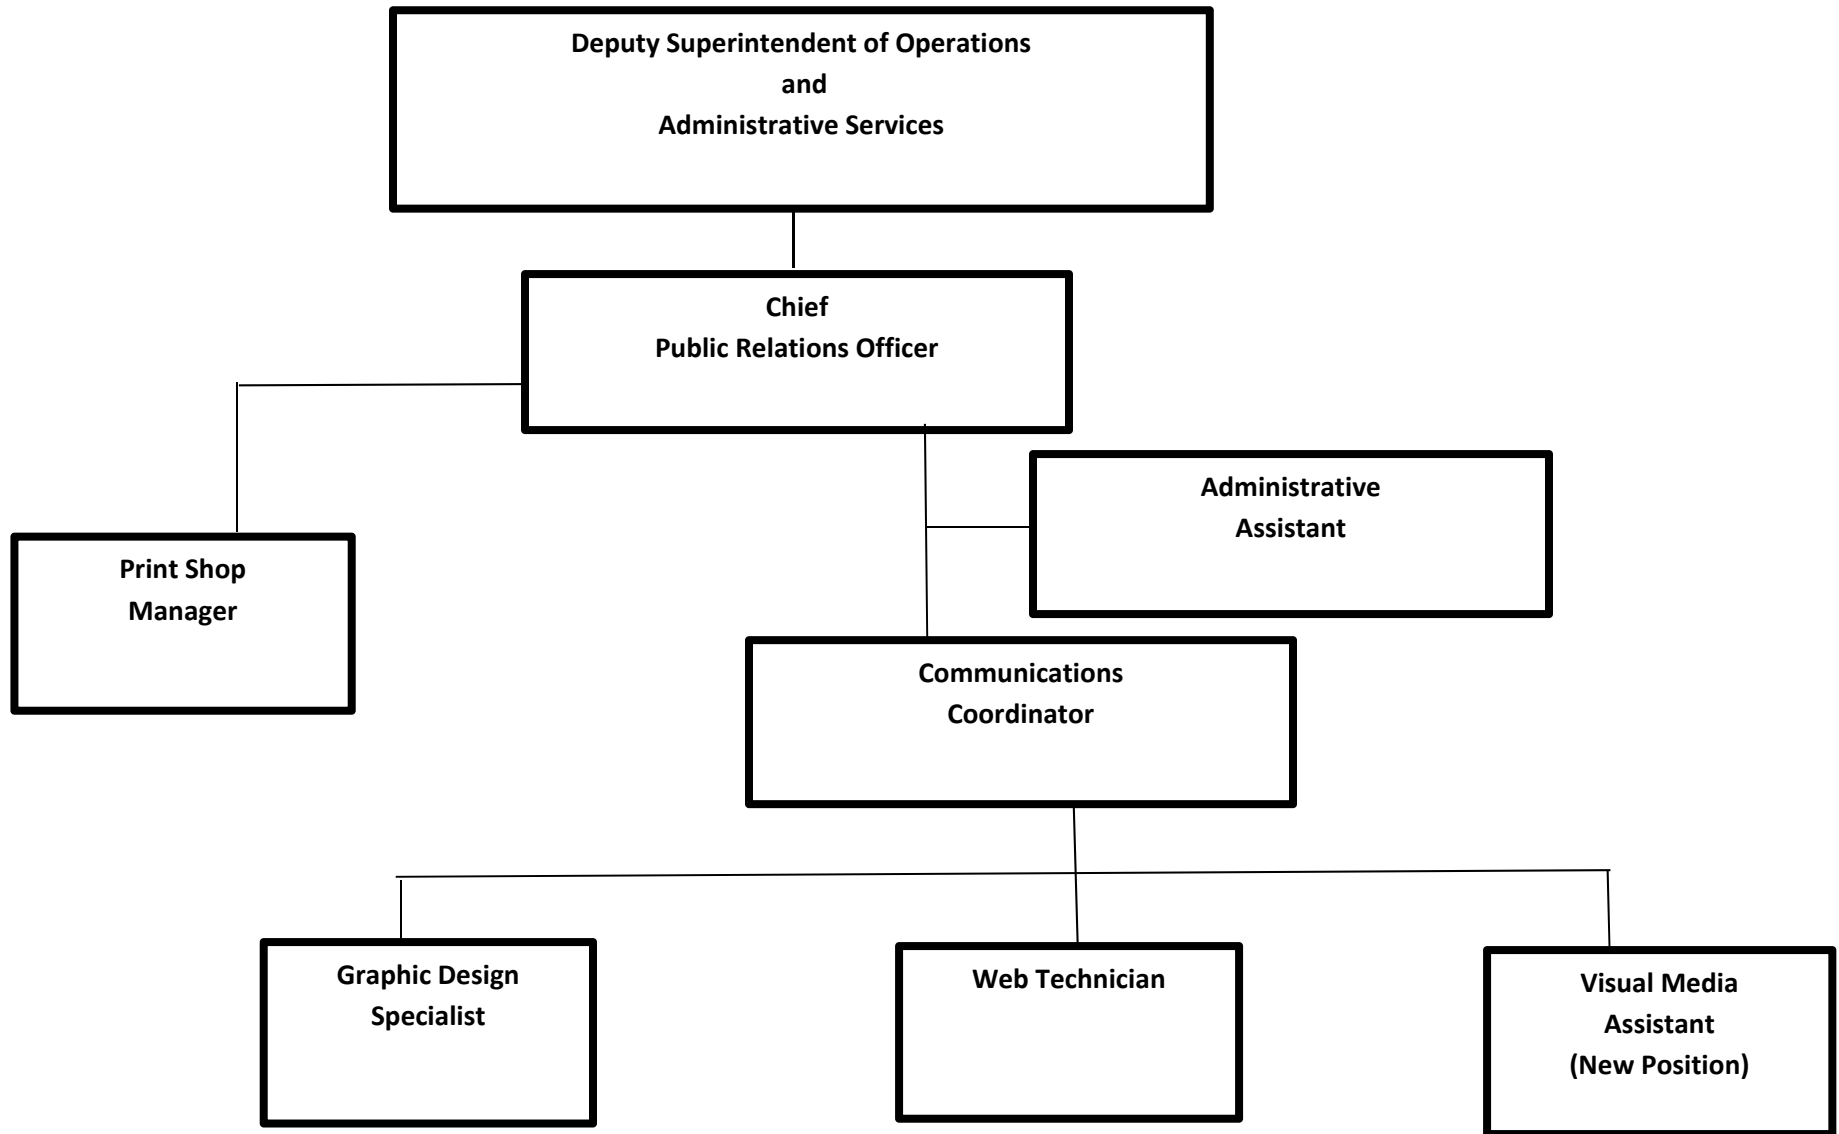 Deputy Superintendent of Operations
and
Administrative Services
Chief
Public Relations Officer
Administrative
Assistant
Print Shop
Manager
Communications
Coordinator
Graphic Design
Specialist
Web Technician
Visual Media
Assistant
(New Position)